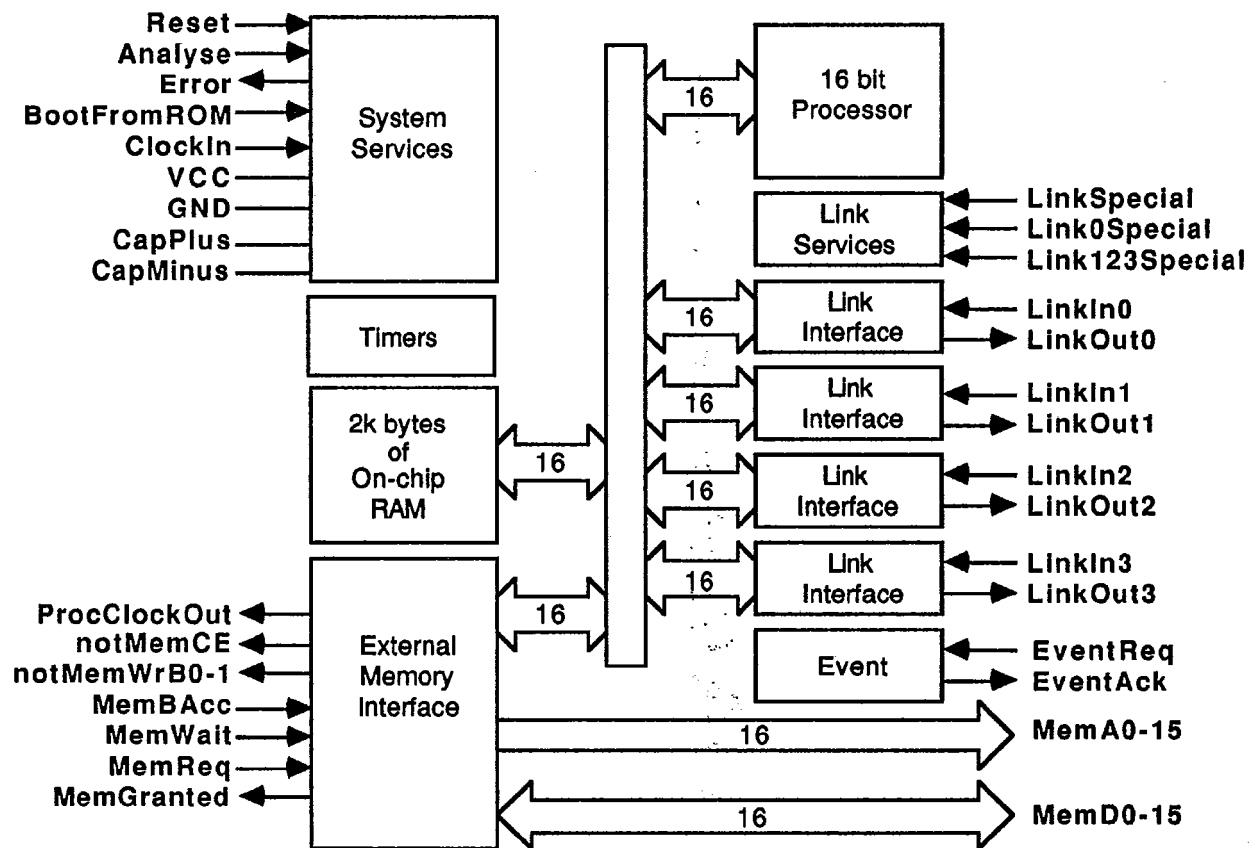 Reset
Analyse
Error
BootFromROM
ClockIn
VCC
GND
CapPlus
CapMinus
System
Services
Timers
2k bytes
of
On-chip
RAM
16
ProcClockOut
notMemCE
notMemWrB0-1
MemBAcc
MemWait
MemReq
MemGranted
External
Memory
Interface
16
16 bit
Processor
16
Link
Services
LinkSpecial
Link0Special
Link123Special
16
Link
Interface
LinkIn0
LinkOut0
16
Link
Interface
LinkIn1
LinkOut1
16
Link
Interface
LinkIn2
LinkOut2
16
Link
Interface
LinkIn3
LinkOut3
Event
EventReq
EventAck
16
MemA0-15
16
MemD0-15